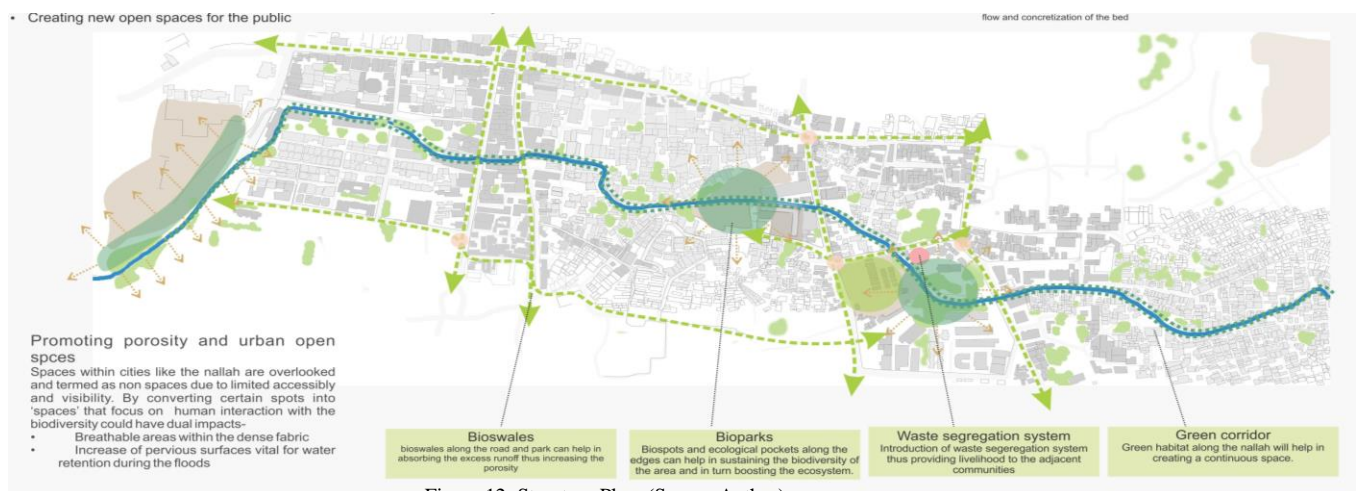 • Creating new open spaces for the public
flow and concretization of the bed
Promoting porosity and urban open
spces
Spaces within cities like the nallah are overlooked
and termed as non spaces due to limited accessibly
and visibility. By converting certain spots into
‘spaces’ that focus on human interaction with the
biodiversity could have dual impacts-
• Breathable areas within the dense fabric
• Increase of pervious surfaces vital for water
retention during the floods
Bioswales
bioswales along the road and park can help in
absorbing the excess runoff thus increasing the
porosity
Bioparks
Biospots and ecological pockets along the
edges can help in sustaining the biodiversity of
the area and in turn boosting the ecosystem.
Waste segregation system
Introduction of waste segeregation system
thus providing livelihood to the adjacent
communities
Green corridor
Green habitat along the nallah will help in
creating a continuous space.